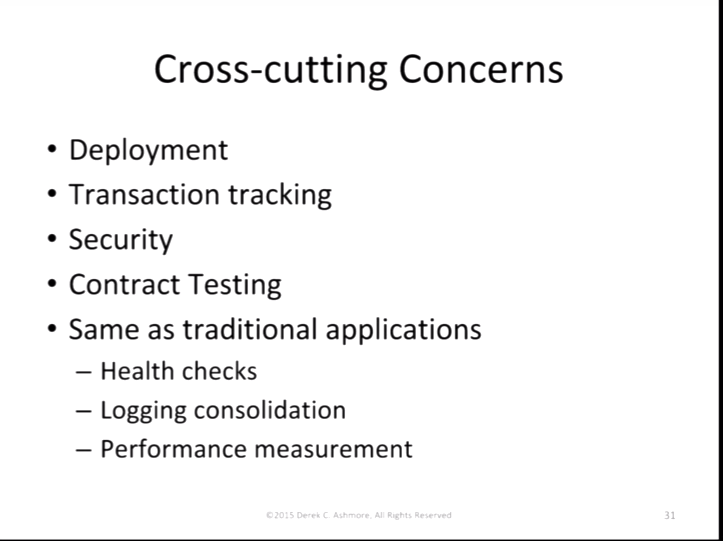 Cross-cutting Concerns
• Deployment
• Transaction tracking
• Security
• Contract Testing
• Same as traditional applications
– Health checks
– Logging consolidation
– Performance measurement
©2015 Derek C. Ashmore, All Rights Reserved
31